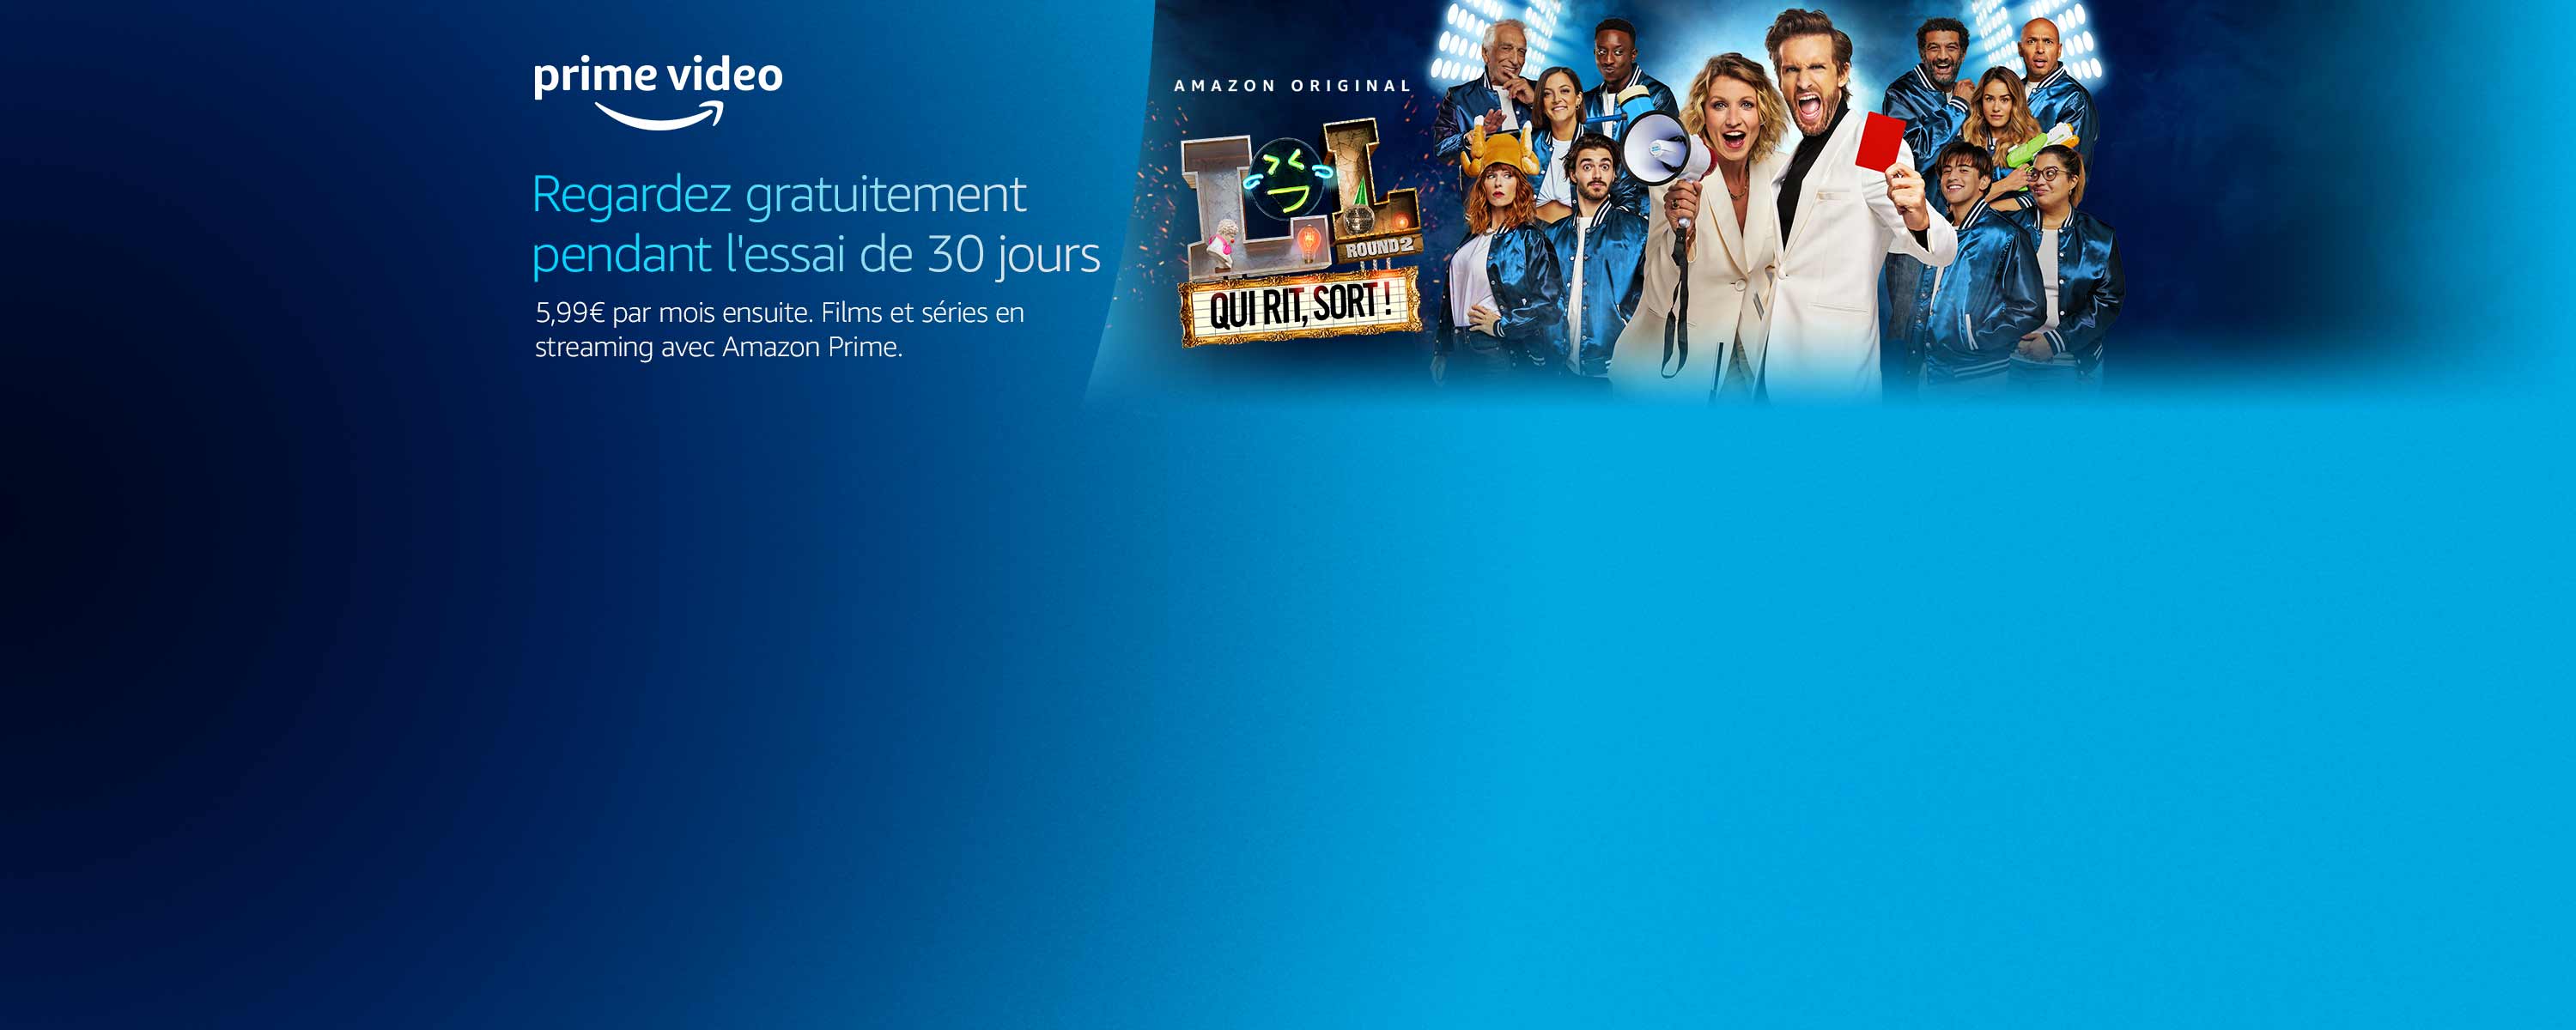 prime video
Regardez gratuitement
pendant l'essai de 30 jours
5,99€ par mois ensuite. Films et séries en
streaming avec Amazon Prime.
AMAZON ORIGINAL
LOL
ROUND 2
QUI RIT, SORT !